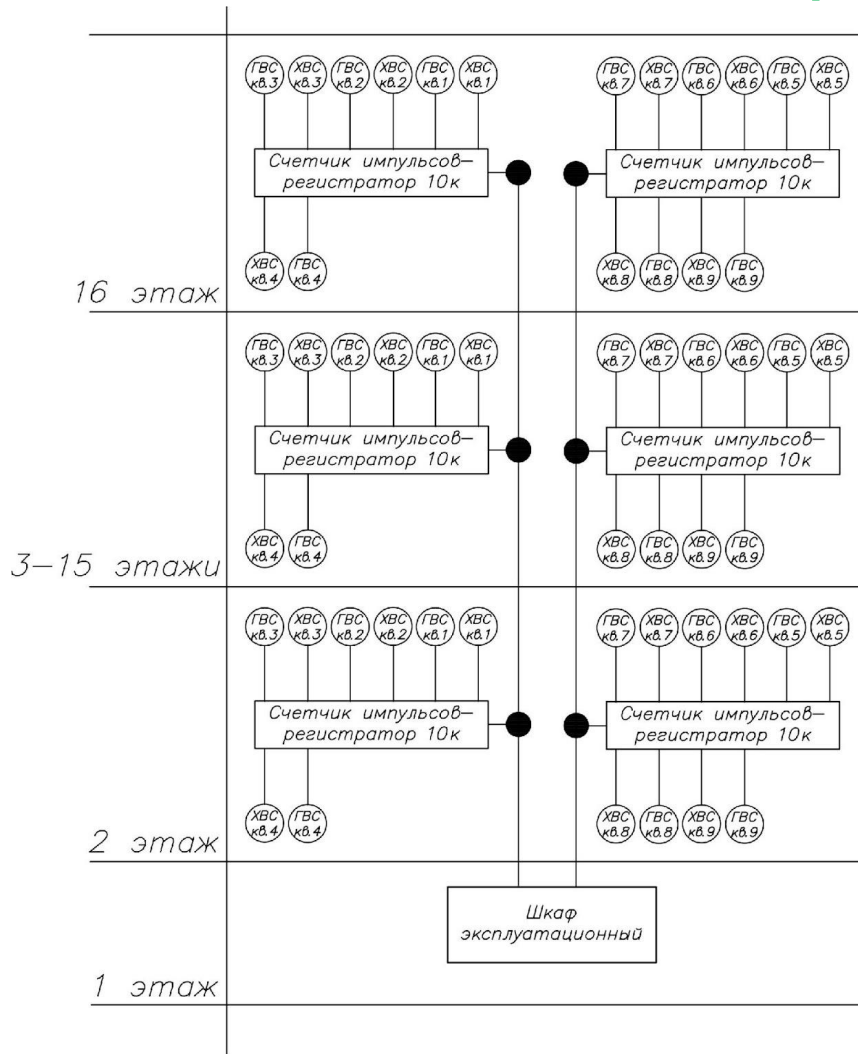 ГВС кв.3 ХВС кв.3 ГВС кв.2 ХВС кв.2 ГВС кв.1 ХВС кв.1
ГВС кв.7 ХВС кв.7 ГВС кв.6 ХВС кв.6 ГВС кв.5 ХВС кв.5
Счетчик импульсов-
регистратор 10к
Счетчик импульсов-
регистратор 10к
ХВС кв.4 ГВС кв.4
ХВС кв.8 ГВС кв.8 ХВС кв.9 ГВС кв.9
16 этаж
ГВС кв.3 ХВС кв.3 ГВС кв.2 ХВС кв.2 ГВС кв.1 ХВС кв.1
ГВС кв.7 ХВС кв.7 ГВС кв.6 ХВС кв.6 ГВС кв.5 ХВС кв.5
Счетчик импульсов-
регистратор 10к
Счетчик импульсов-
регистратор 10к
ХВС кв.4 ГВС кв.4
ХВС кв.8 ГВС кв.8 ХВС кв.9 ГВС кв.9
3-15 этажи
ГВС кв.3 ХВС кв.3 ГВС кв.2 ХВС кв.2 ГВС кв.1 ХВС кв.1
ГВС кв.7 ХВС кв.7 ГВС кв.6 ХВС кв.6 ГВС кв.5 ХВС кв.5
Счетчик импульсов-
регистратор 10к
Счетчик импульсов-
регистратор 10к
ХВС кв.4 ГВС кв.4
ХВС кв.8 ГВС кв.8 ХВС кв.9 ГВС кв.9
2 этаж
Шкаф
эксплуатационный
1 этаж